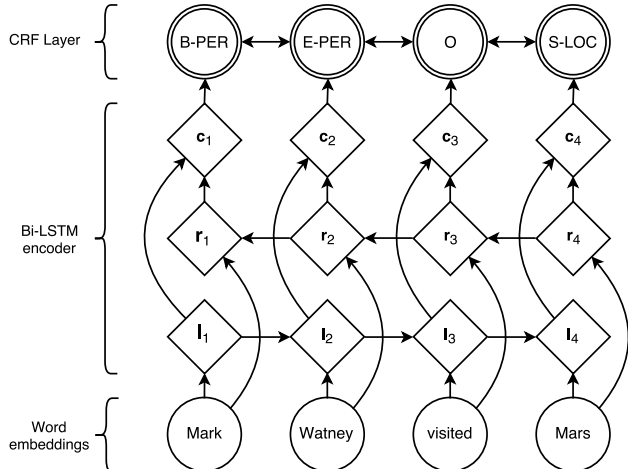 CRF Layer
B-PER E-PER O S-LOC
c1 c2 c3 c4
Bi-LSTM
encoder
r1 r2 r3 r4
l1 l2 l3 l4
Word
embeddings
Mark Watney visited Mars